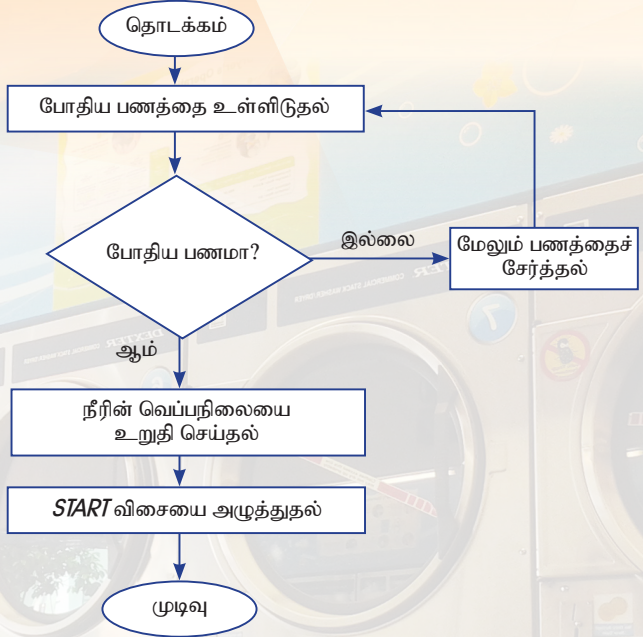 தொடக்கம்
போதிய பணத்தை உள்ளிடுதல்
போதிய பணமா?
இல்லை
மேலும் பணத்தைச்
சேர்த்தல்
ஆம்
நீரின் வெப்பநிலையை
உறுதி செய்தல்
START விசையை அழுத்துதல்
முடிவு